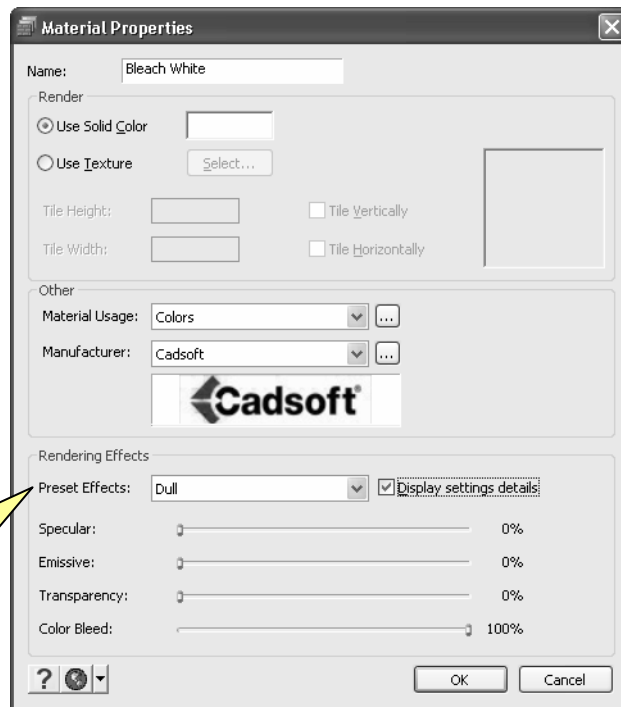 Material Properties
Name: Bleach White
Render
Use Solid Color
Use Texture Select...
Tile Height: Tile Vertically
Tile Width: Tile Horizontally
Other
Material Usage: Colors ...
Manufacturer: Cadsoft ...
Cadsoft
Rendering Effects
Preset Effects: Dull Display settings details
Specular: 0%
Emissive: 0%
Transparency: 0%
Color Bleed: 100%
? OK Cancel